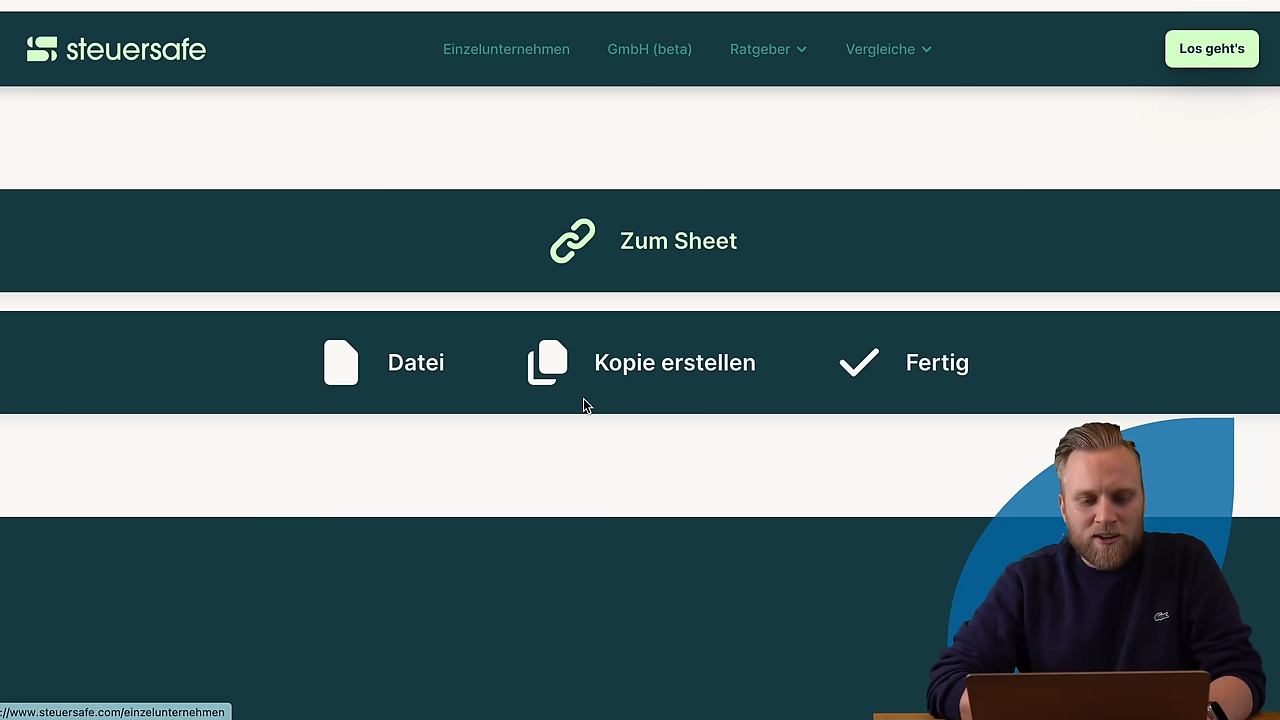 steuersafe
Einzelunternehmen
GmbH (beta)
Ratgeber
Vergleiche
Los geht's
Zum Sheet
Datei
Kopie erstellen
Fertig
://www.steuersafe.com/einzelunternehmen